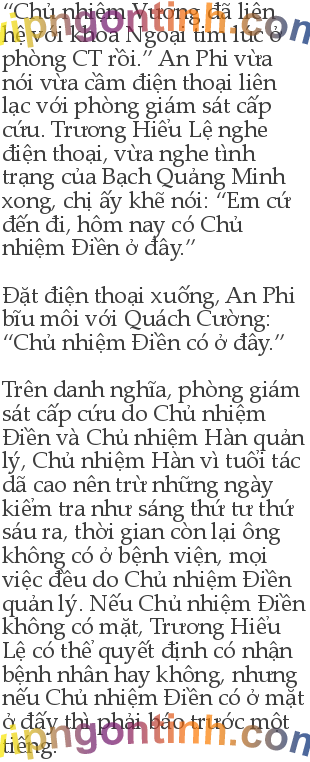 “Chủ nhiệm Vương đã liên
hệ với khoa Ngoại tim lúc ở
phòng CT rồi.” An Phi vừa
nói vừa cầm điện thoại liên
lạc với phòng giám sát cấp
cứu. Trương Hiểu Lệ nghe
điện thoại, vừa nghe tình
trạng của Bạch Quảng Minh
xong, chị ấy khẽ nói: “Em cứ
đến đi, hôm nay có Chủ
nhiệm Điền ở đây.”
Đặt điện thoại xuống, An Phi
bĩu môi với Quách Cường:
“Chủ nhiệm Điền có ở đây.”
Trên danh nghĩa, phòng giám
sát cấp cứu do Chủ nhiệm
Điền và Chủ nhiệm Hàn quản
lý, Chủ nhiệm Hàn vì tuổi tác
đã cao nên trừ những ngày
kiểm tra như sáng thứ tư thứ
sáu ra, thời gian còn lại ông
không có ở bệnh viện, mọi
việc đều do Chủ nhiệm Điền
quản lý. Nếu Chủ nhiệm Điền
không có mặt, Trương Hiểu
Lệ có thể quyết định có nhận
bệnh nhân hay không, nhưng
nếu Chủ nhiệm Điền có ở mặt
ở đấy thì phải báo trước một
tiếng.
vipngontinh.com
vipngontinh.com